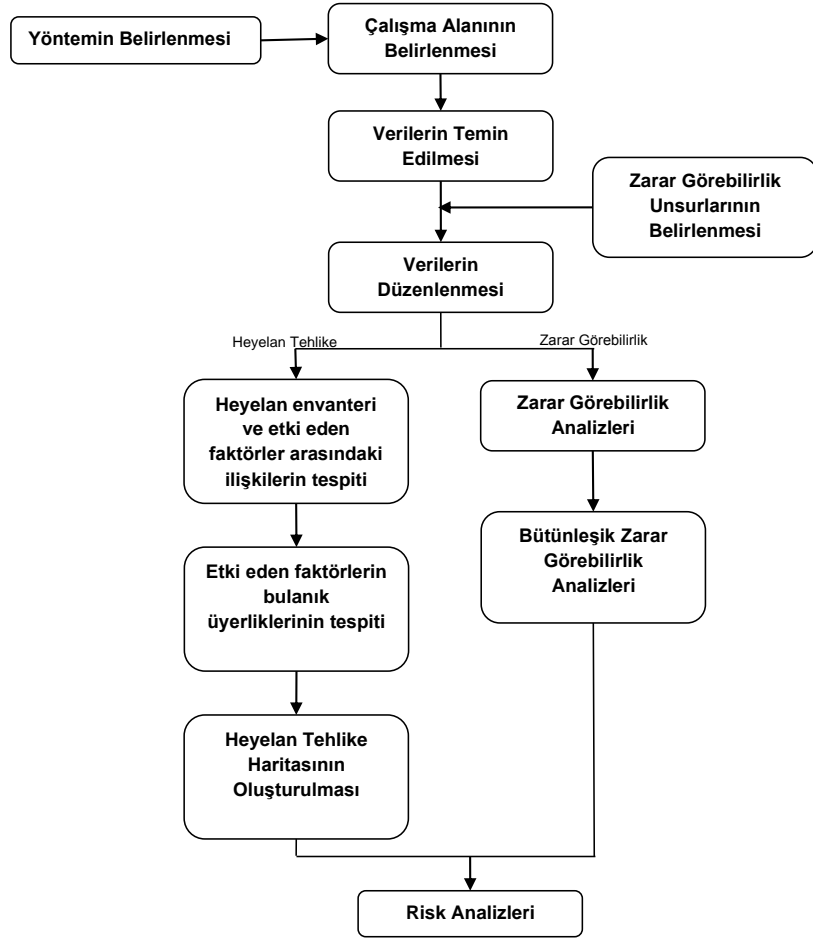 Yöntemin Belirlenmesi
Çalışma Alanının
Belirlenmesi
Verilerin Temin
Edilmesi
Zarar Görebilirlik
Unsurlarının
Belirlenmesi
Verilerin
Düzenlenmesi
Heyelan Tehlike
Zarar Görebilirlik
Heyelan envanteri
ve etki eden
faktörler arasındaki
ilişkilerin tespiti
Zarar Görebilirlik
Analizleri
Etki eden faktörlerin
bulanık
üyerliklerinin tespiti
Bütünleşik Zarar
Görebilirlik
Analizleri
Heyelan Tehlike
Haritasının
Oluşturulması
Risk Analizleri